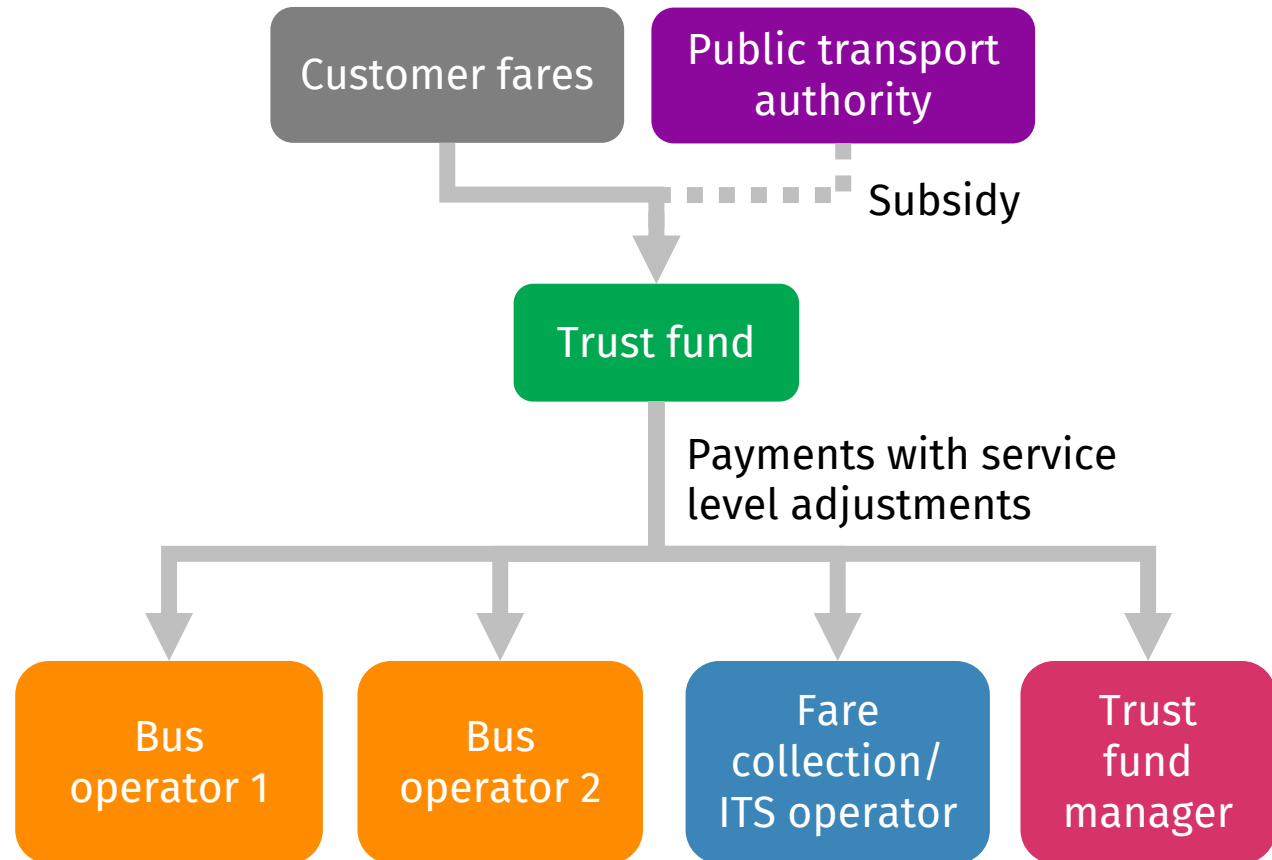 Customer fares
Public transport
authority
Subsidy
Trust fund
Payments with service
level adjustments
Bus
operator 1
Bus
operator 2
Fare
collection/
ITS operator
Trust
fund
manager